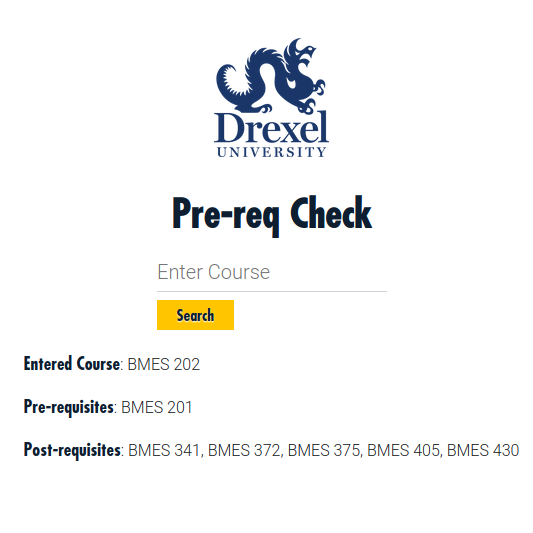 Drexel
UNIVERSITY
Pre-req Check
Enter Course
Search
Entered Course: BMES 202
Pre-requisites: BMES 201
Post-requisites: BMES 341, BMES 372, BMES 375, BMES 405, BMES 430